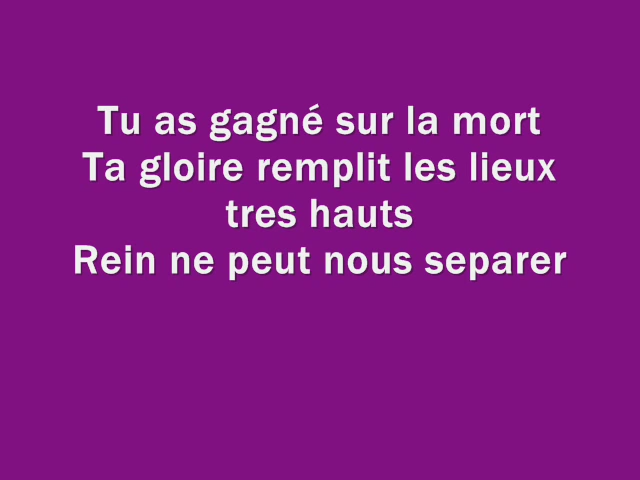 Tu as gagné sur la mort
Ta gloire remplit les lieux
tres hauts
Rein ne peut nous separer